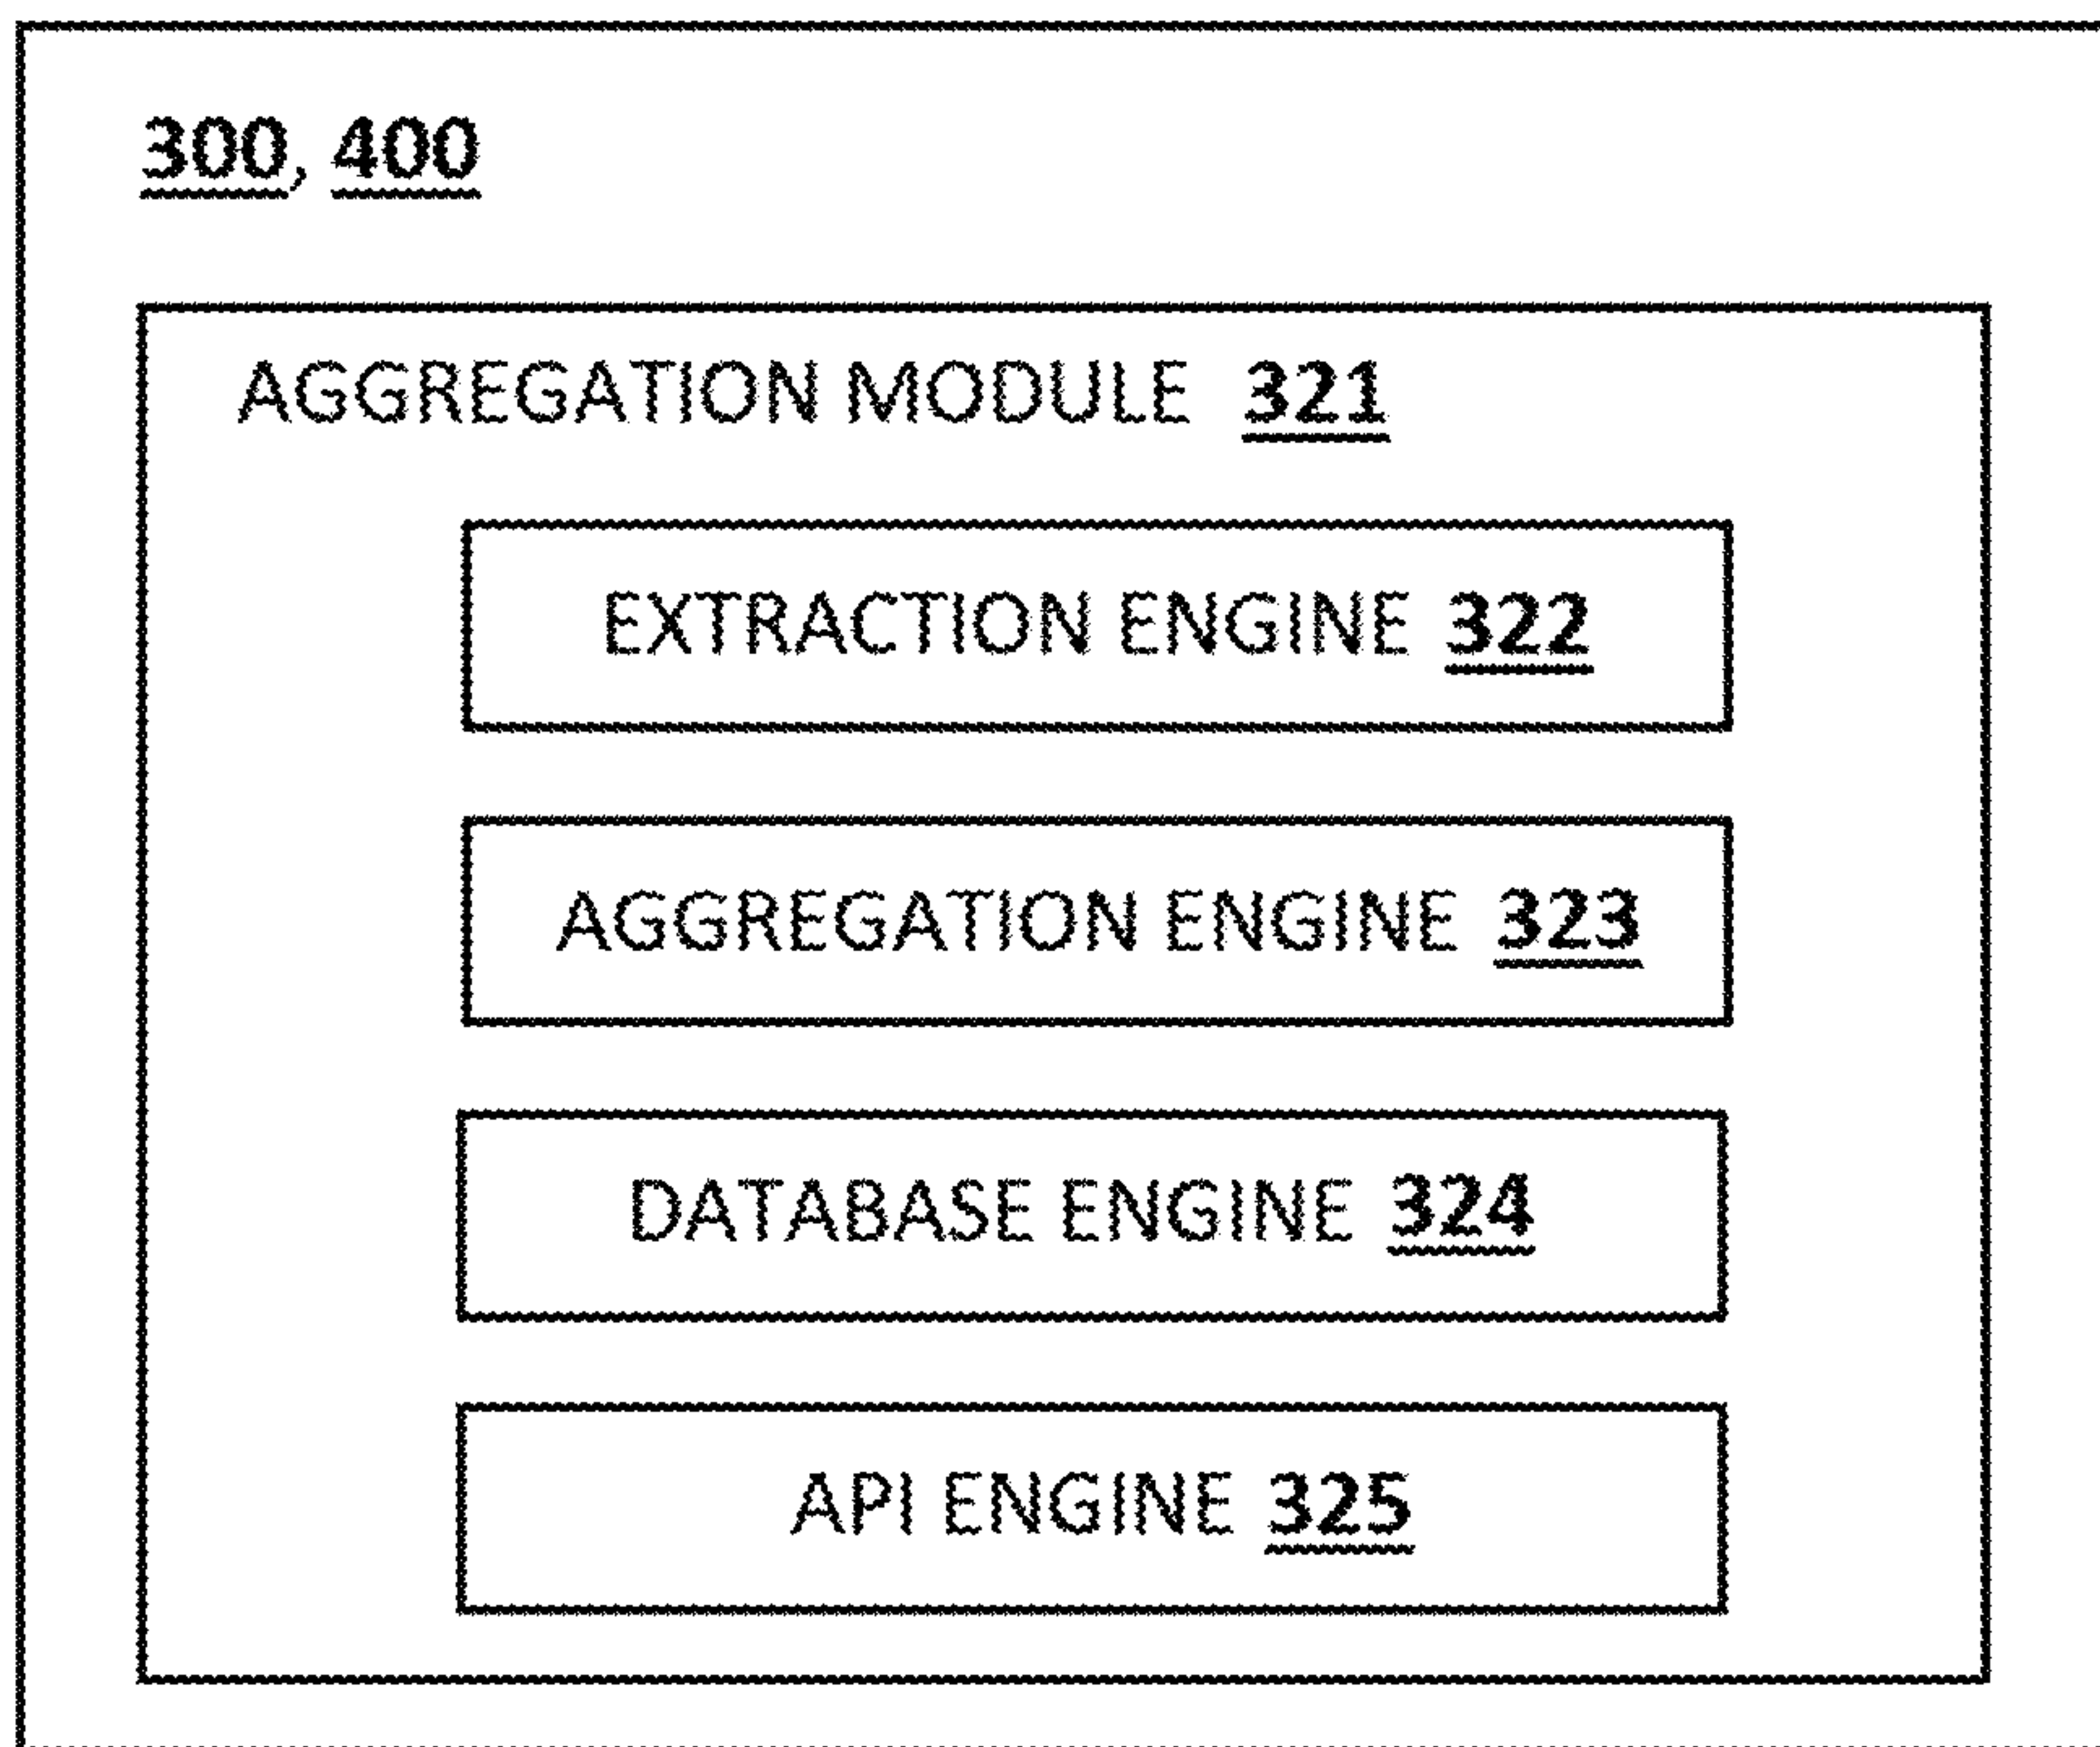 300, 400
AGGREGATION MODULE 321
EXTRACTION ENGINE 322
AGGREGATION ENGINE 323
DATABASE ENGINE 324
API ENGINE 325